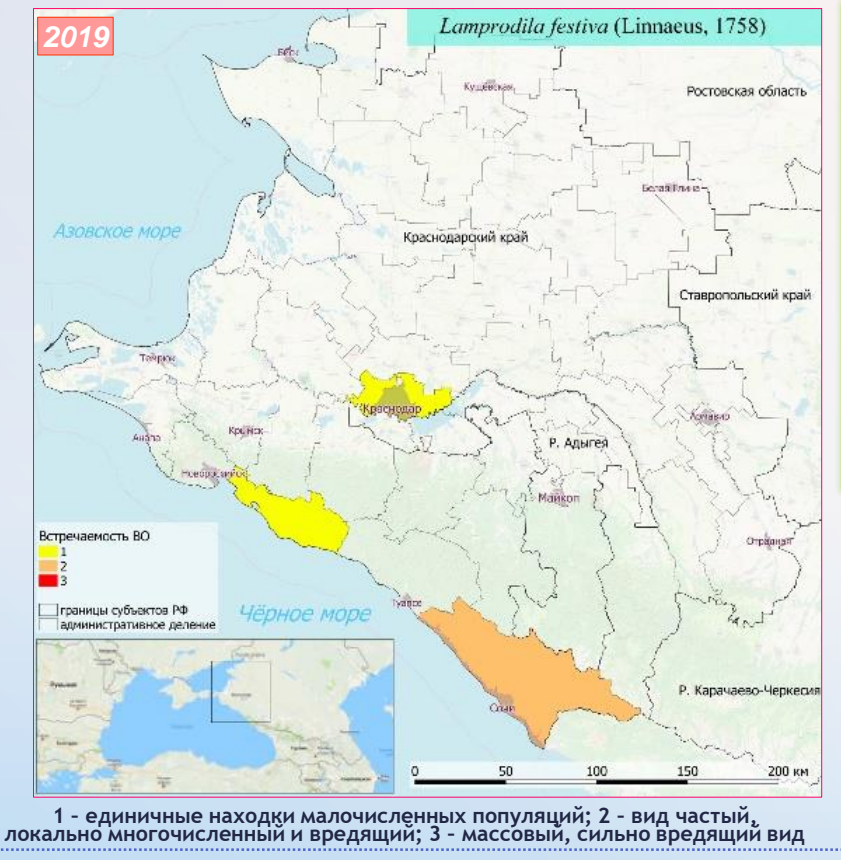 2019
Lamprodila festiva (Linnaeus, 1758)
Ейск
Кущёвская
Ростовская область
Белая Глина
Азовское море
Краснодарский край
Ставропольский край
Темрюк
Краснодар
Армавир
Анапа
Крымск
Р. Адыгея
Новороссийск
Майкоп
Встречаемость ВО
1
2
3
Отрадная
границы субъектов РФ
административное деление
Чёрное море
Туапсе
Сочи
Р. Карачаево-Черкесия
0 50 100 150 200 км
1 – единичные находки малочисленных популяций; 2 – вид частый,
локально многочисленный и вредящий; 3 – массовый, сильно вредящий вид